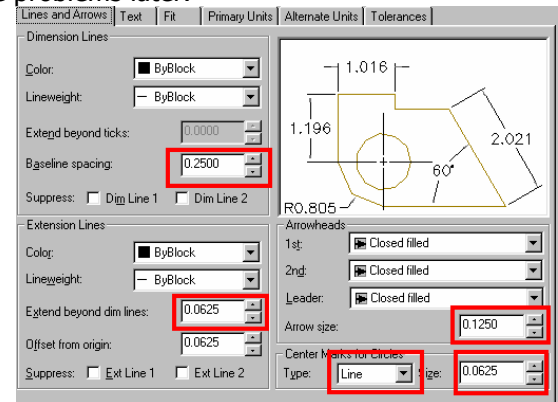 problems later.
Lines and Arrows Text Fit Primary Units Alternate Units Tolerances
Dimension Lines
Color: ByBlock
Lineweight: ByBlock
Extend beyond ticks: 0.0000
Baseline spacing: 0.2500
Suppress: Dim Line 1 Dim Line 2
1.016
1.196
2.021
60°
R0.805
Extension Lines
Color: ByBlock
Lineweight: ByBlock
Extend beyond dim lines: 0.0625
Offset from origin: 0.0625
Suppress: Ext Line 1 Ext Line 2
Arrowheads
1st: Closed filled
2nd: Closed filled
Leader: Closed filled
Arrow size: 0.1250
Center Marks for Circles
Type: Line Size: 0.0625